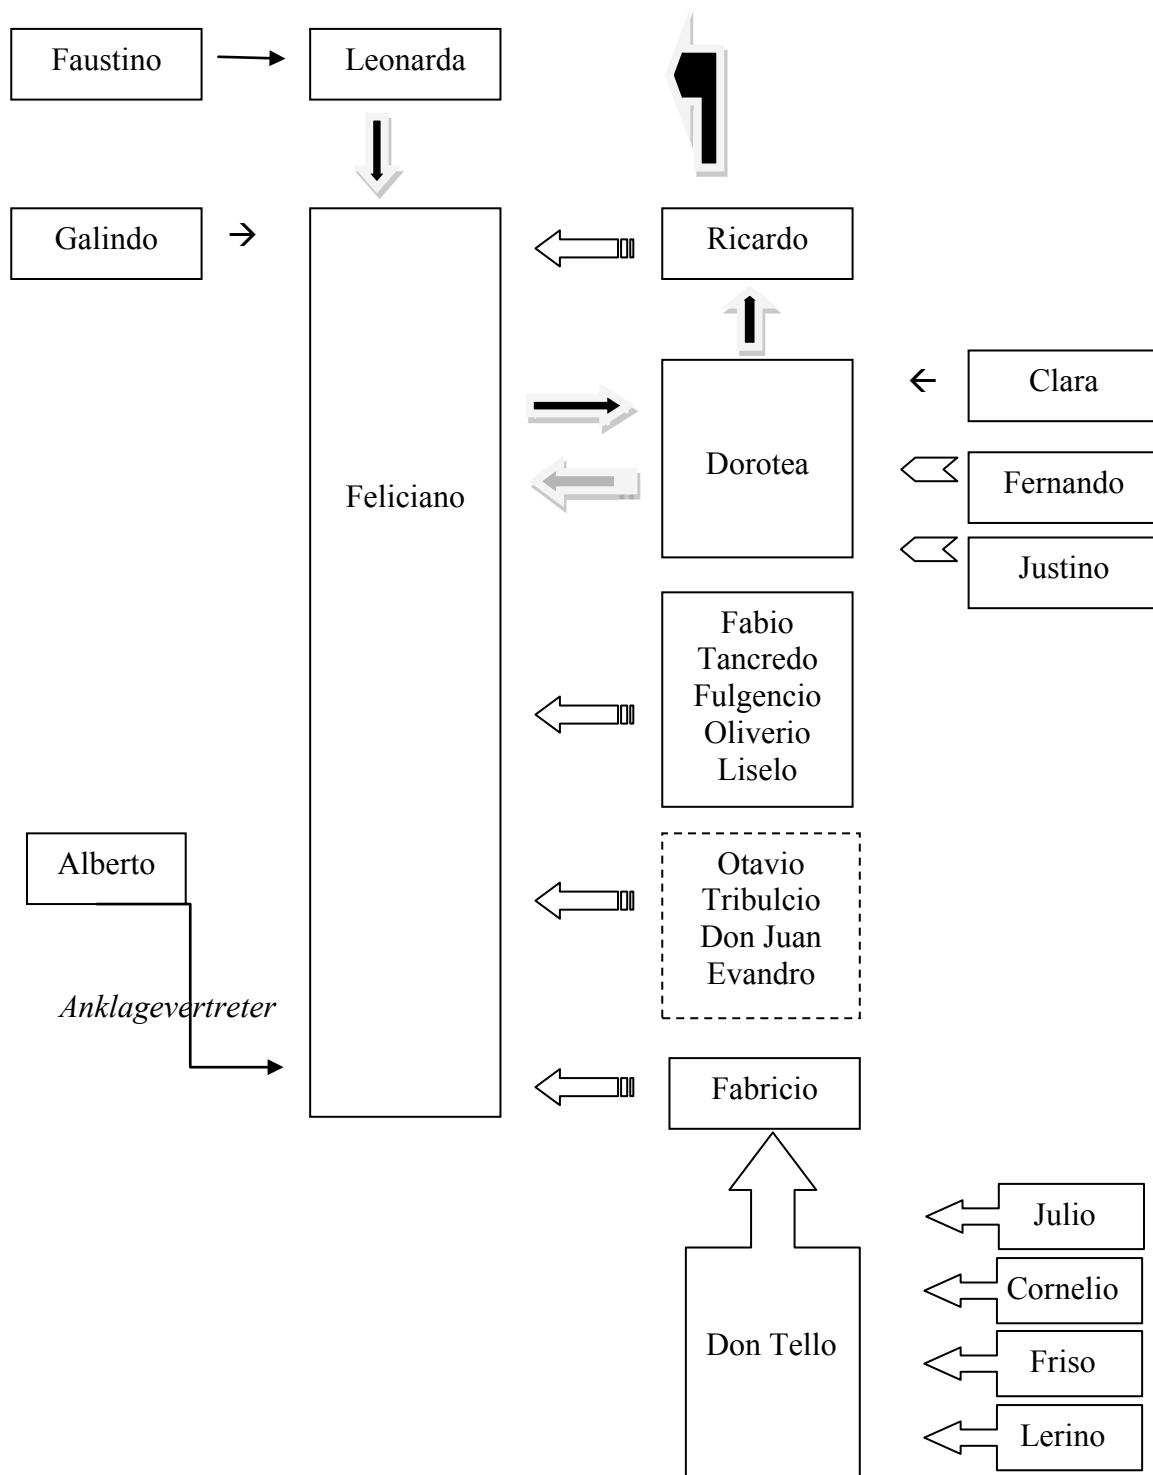 Faustino
Leonarda
Galindo
Ricardo
Clara
Dorotea
Fernando
Feliciano
Justino
Fabio
Tancredo
Fulgencio
Oliverio
Liselo
Alberto
Otavio
Tribulcio
Don Juan
Evandro
Anklagevertreter
Fabricio
Julio
Cornelio
Don Tello
Friso
Lerino